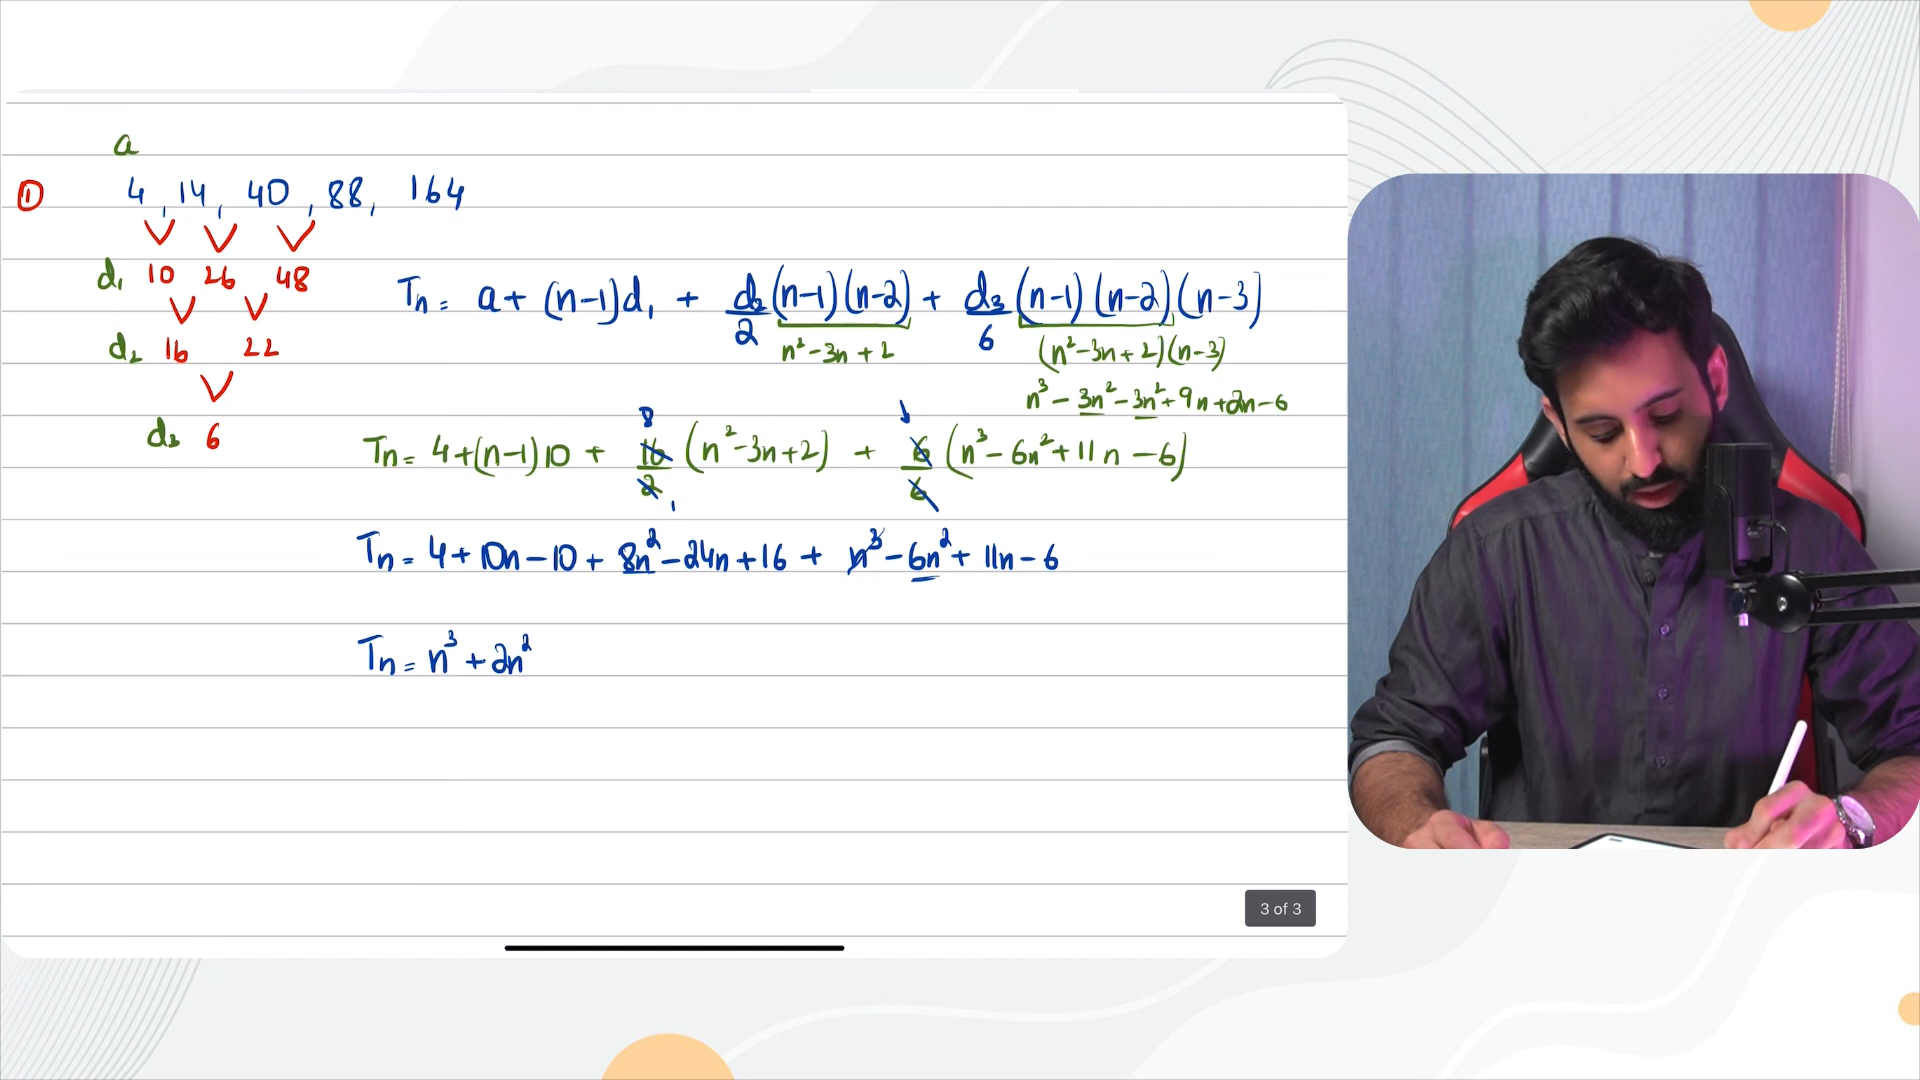 a
① 4, 14, 40, 88, 164
d₁ 10 26 48
Tₙ = a + (n-1)d₁ + d₂/2 (n-1)(n-2) + d₃/6 (n-1)(n-2)(n-3)
d₂ 16 22
n² - 3n + 2
(n² - 3n + 2)(n-3)
n³ - 3n² - 3n² + 9n + 2n - 6
d₃ 6
8 1
Tₙ = 4 + (n-1)10 + 16/2 (n² - 3n + 2) + 6/6 (n³ - 6n² + 11n - 6)
1
Tₙ = 4 + 10n - 10 + 8n² - 24n + 16 + n³ - 6n² + 11n - 6
Tₙ = n³ + 2n²
3 of 3